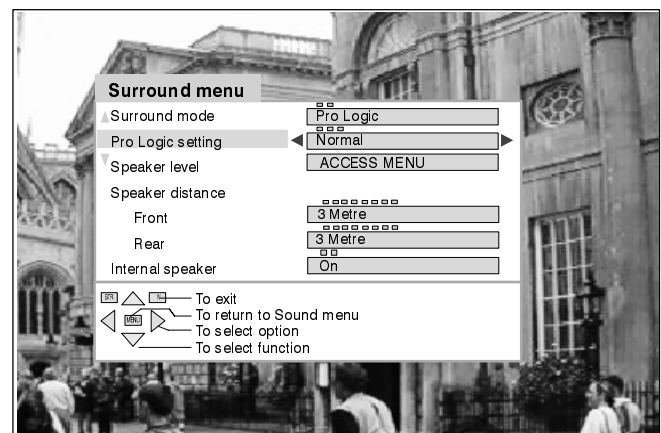 Surround menu
Surround mode Pro Logic
Pro Logic setting Normal
Speaker level ACCESS MENU
Speaker distance
Front 3 Metre
Rear 3 Metre
Internal speaker On
STR N To exit
MENU To return to Sound menu
To select option
To select function